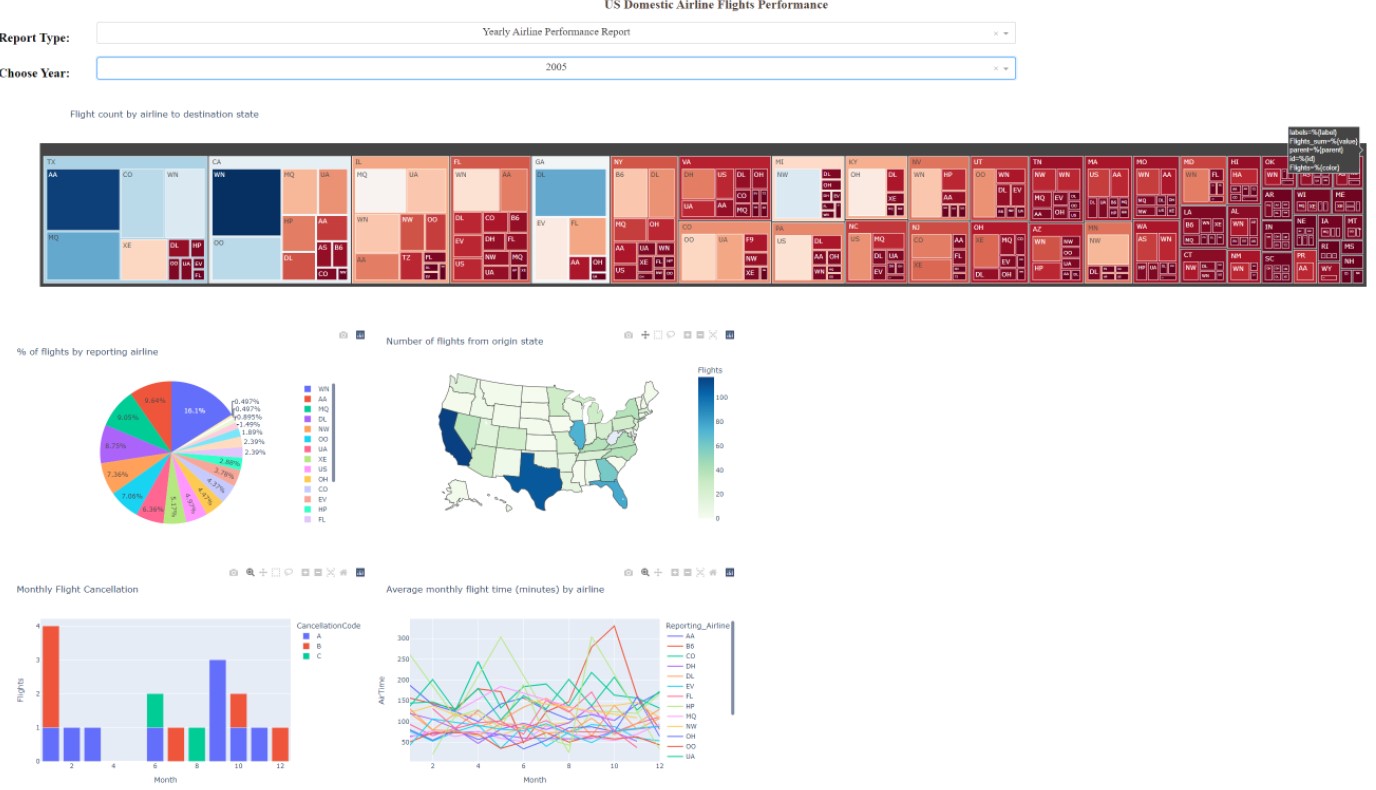 US Domestic Airline Flights Performance
Report Type:
Yearly Airline Performance Report
Choose Year:
2005
Flight count by airline to destination state
labels=%{label}
Flights_sum=%{value}
parent=%{parent}
id=%{id}
Flights=%{color}
TX
AA
CO
WN
MQ
XE
DL
HP
OO
UA
EV
FL
CA
WN
MQ
UA
HP
AA
OO
DL
AS
B6
CO
IL
MQ
UA
WN
NW
OO
AA
TZ
FL
FL
WN
AA
DL
CO
B6
EV
DH
FL
US
NW
UA
MQ
GA
DL
EV
FL
AA
OH
NY
B6
DL
MQ
OH
AA
UA
WN
US
XE
FL
HP
NW
VA
DH
US
DL
OH
CO
UA
AA
MQ
CO
OO
UA
F9
NW
XE
MI
NW
DL
OH
PA
US
DL
AA
OH
WN
KY
OH
DL
XE
NC
US
MQ
DL
EV
NV
WN
HP
AA
NJ
CO
AA
FL
XE
UT
OO
WN
DL
EV
OH
XE
MQ
EV
DL
OH
TN
NW
WN
MQ
EV
AA
OH
AZ
WN
NW
OO
UA
HP
AA
DL
MA
US
AA
MN
NW
DL
MO
WN
AA
WA
AS
WN
HP
UA
MD
WN
FL
LA
B6
WN
XE
MQ
CT
NW
DL
HI
HA
AL
WN
NM
WN
OK
WN
AR
IN
SC
WI
ME
NE
IA
MT
RI
MS
PR
AA
WY
NH
% of flights by reporting airline
16.1%
9.64%
9.05%
8.75%
7.36%
7.06%
6.36%
5.17%
4.97%
4.47%
4.37%
3.78%
2.88%
2.39%
2.39%
1.89%
1.49%
0.895%
0.497%
0.497%
WN
AA
MQ
DL
NW
OO
UA
XE
US
OH
CO
EV
HP
FL
Number of flights from origin state
Flights
100
80
60
40
20
0
Monthly Flight Cancellation
CancellationCode
A
B
C
Flights
4
3
2
1
0
2 4 6 8 10 12
Month
Average monthly flight time (minutes) by airline
Reporting_Airline
AA
B6
CO
DH
DL
EV
FL
HP
MQ
NW
OH
OO
UA
AirTime
300
250
200
150
100
50
2 4 6 8 10 12
Month